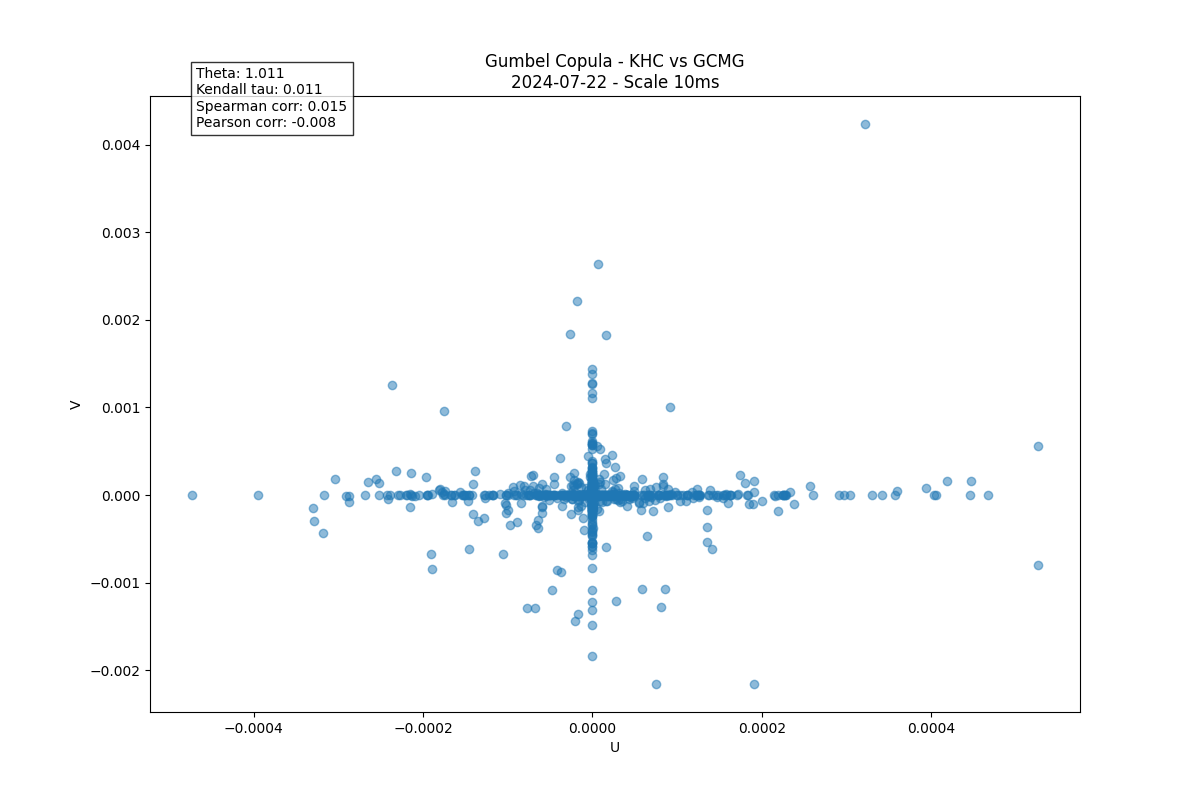 Gumbel Copula - KHC vs GCMG
2024-07-22 - Scale 10ms
Theta: 1.011
Kendall tau: 0.011
Spearman corr: 0.015
Pearson corr: -0.008
0.004
0.003
0.002
0.001
0.000
−0.001
−0.002
V
−0.0004
−0.0002
0.0000
0.0002
0.0004
U